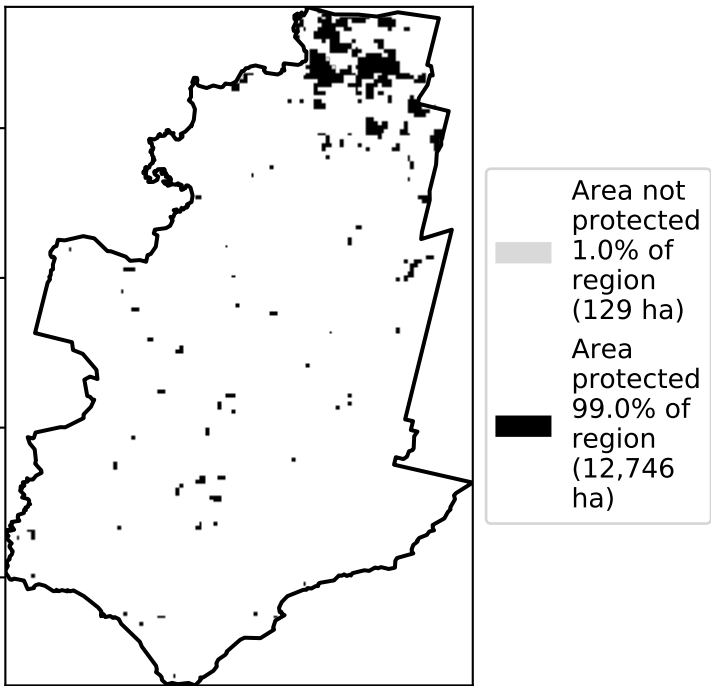 Area not
protected
1.0% of
region
(129 ha)
Area
protected
99.0% of
region
(12,746
ha)